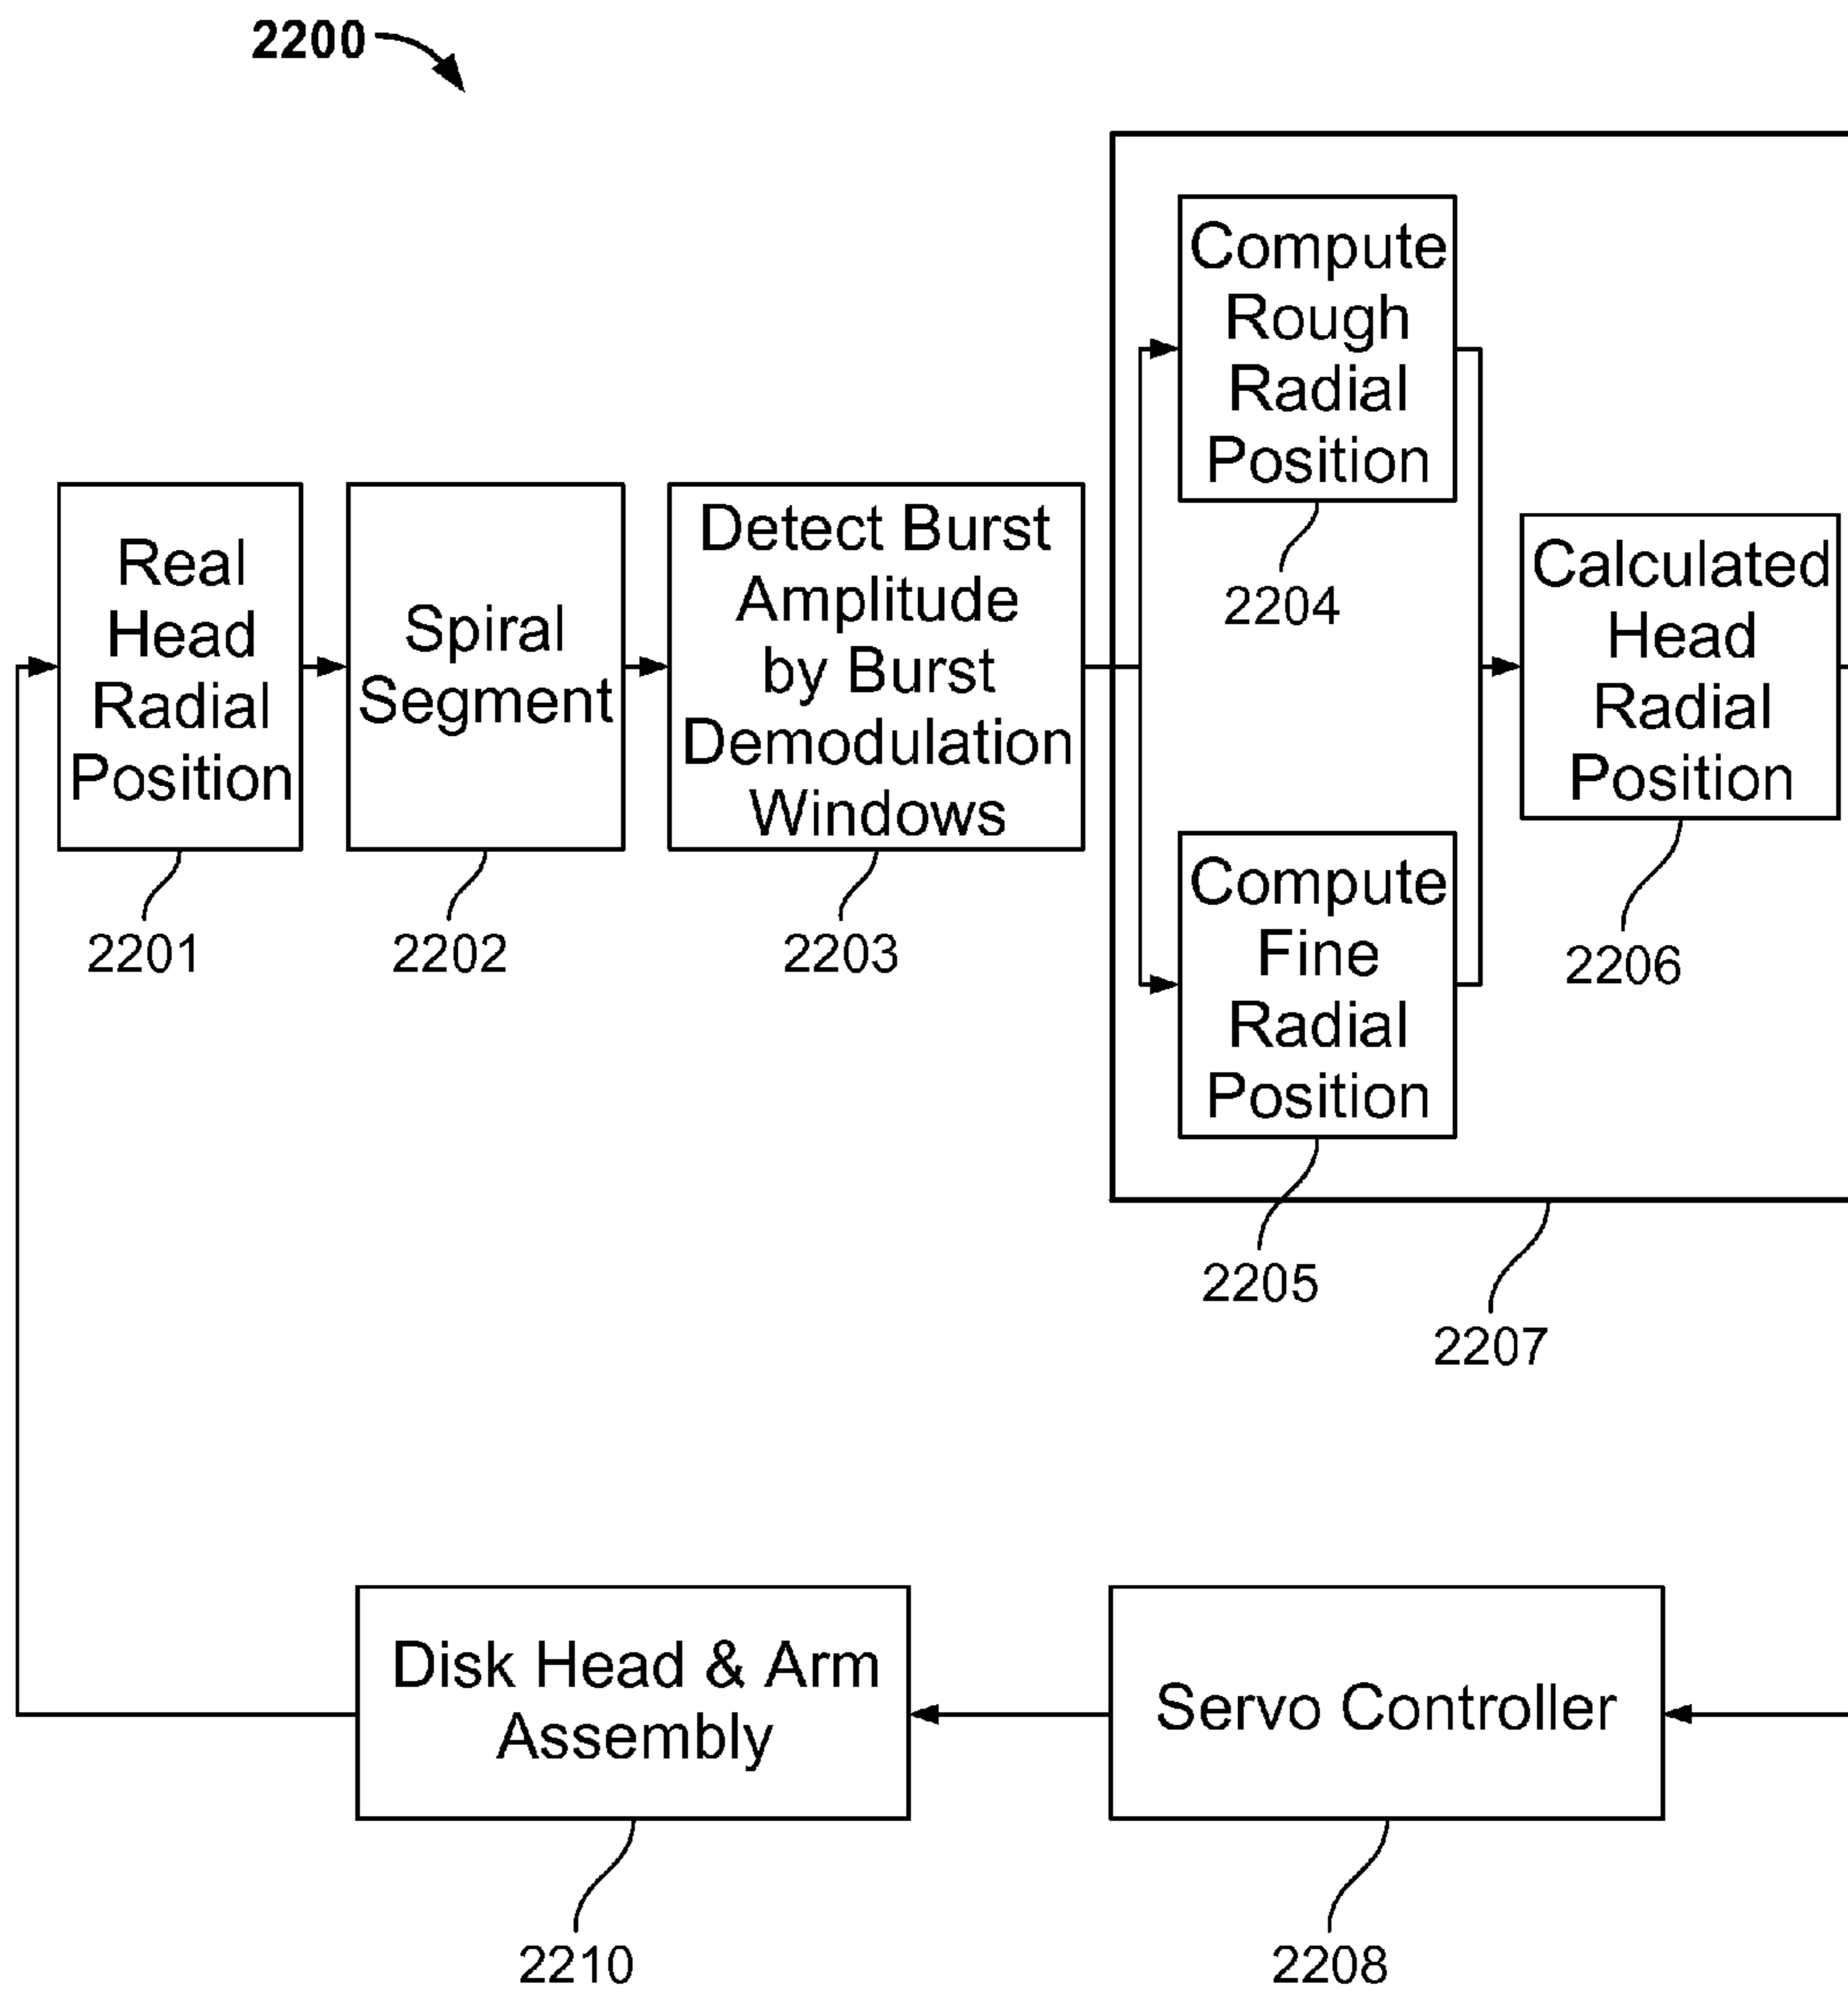 2200
Compute
Rough
Radial
Position
2204
Real
Head
Radial
Position
2201
Spiral
Segment
2202
Detect Burst
Amplitude
by Burst
Demodulation
Windows
2203
Calculated
Head
Radial
Position
2206
Compute
Fine
Radial
Position
2205
2207
Disk Head & Arm
Assembly
2210
Servo Controller
2208